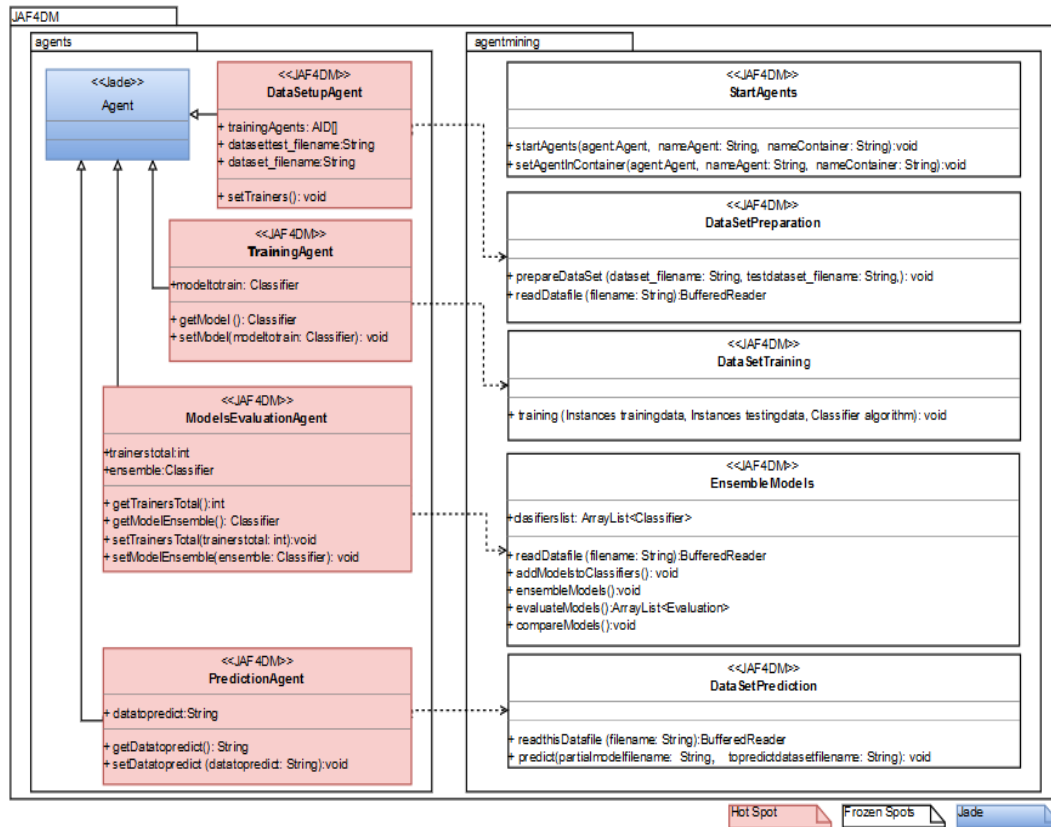 JAF4DM
agents
<<Jade>>
Agent
<<JAF4DM>>
DataSetupAgent
+ trainingAgents: AID[]
+ datasettest_filename:String
+ dataset_filename:String
+ setTrainers(): void
<<JAF4DM>>
TrainingAgent
+modeltotrain: Classifier
+ getModel (): Classifier
+ setModel(modeltotrain: Classifier): void
<<JAF4DM>>
ModelsEvaluationAgent
+trainerstotal:int
+ensemble:Classifier
+ getTrainersTotal():int
+ getModelEnsemble(): Classifier
+ setTrainersTotal(trainerstotal: int):void
+ setModelEnsemble(ensemble: Classifier): void
<<JAF4DM>>
PredictionAgent
+ datatopredict:String
+ getDatatopredict(): String
+ setDatatopredict (datatopredict: String):void
agentmining
<<JAF4DM>>
StartAgents
+ startAgents(agent:Agent, nameAgent: String, nameContainer: String):void
+ setAgentInContainer(agent:Agent, nameAgent: String, nameContainer: String):void
<<JAF4DM>>
DataSetPreparation
+ prepareDataSet (dataset_filename: String, testdataset_filename: String,): void
+ readDatafile (filename: String):BufferedReader
<<JAF4DM>>
DataSetTraining
+ training (Instances trainingdata, Instances testingdata, Classifier algorithm): void
<<JAF4DM>>
EnsembleModels
+clasifierslist: ArrayList<Classifier>
+ readDatafile (filename: String):BufferedReader
+ addModelstoClassifiers(): void
+ ensembleModels():void
+ evaluateModels():ArrayList<Evaluation>
+ compareModels():void
<<JAF4DM>>
DataSetPrediction
+ readthisDatafile (filename: String):BufferedReader
+ predict(partialmodelfilename: String, topredictdatasetfilename: String): void
Hot Spot
Frozen Spots
Jade